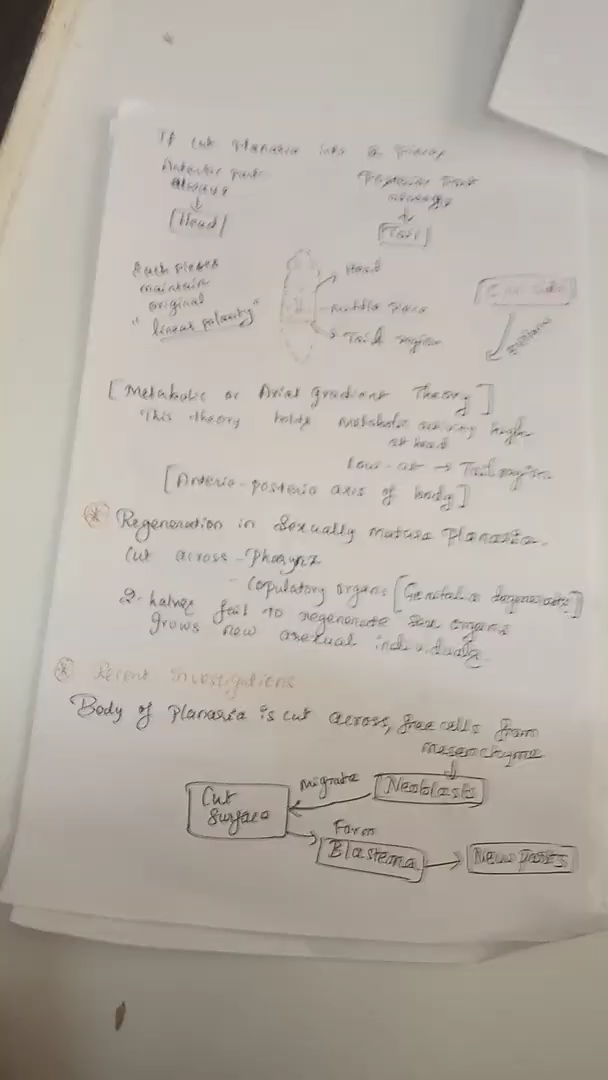 If cut Planaria into 2 pieces
Anterior part always
↓
[Head]
Posterior part always
↓
[Tail]
Each pieces
maintain
original
"linear polarity"
Head
middle piece
Tail region
[Metabolic or Axial gradient Theory]
This theory holds metabolic activity high
at head
Low-at → Tail region
[Anterio-posterio axis of body]
* Regeneration in Sexually mature planaria.
Cut across - Pharynx
- Copulatory organs [Genitalia degenerate]
2-halves fail to regenerate sex organs
grows new asexual individuals.
* Recent Investigations
Body of Planaria is cut across, free cells from
mesenchyme
↓
Neoblasts
Migrate
Cut
Surface
Form
Blastema
New parts